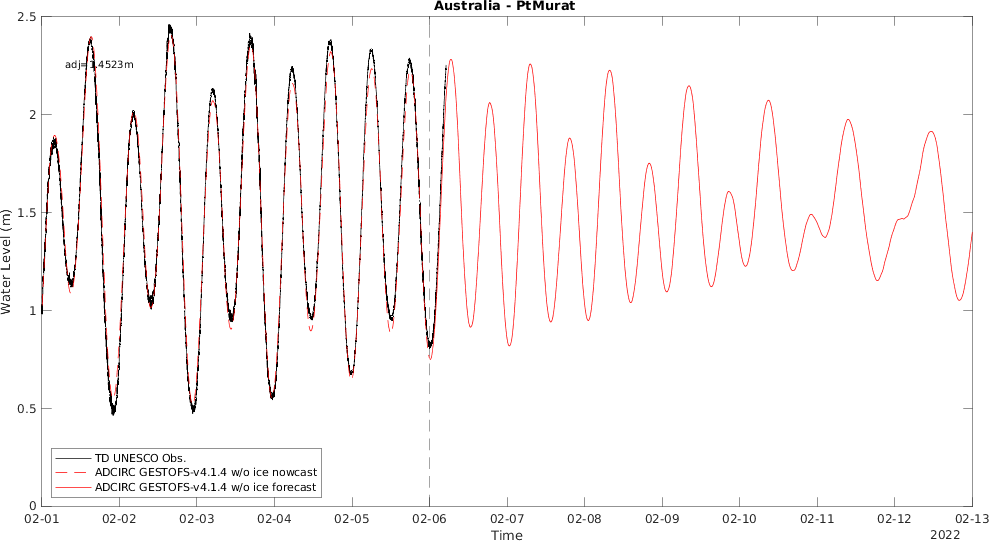 Australia - PtMurat
2.5
adj=1.4523m
2
1.5
Water Level (m)
1
0.5
TD UNESCO Obs.
ADCIRC GESTOFS-v4.1.4 w/o ice nowcast
ADCIRC GESTOFS-v4.1.4 w/o ice forecast
0
02-01 02-02 02-03 02-04 02-05 02-06 02-07 02-08 02-09 02-10 02-11 02-12 02-13
Time
2022